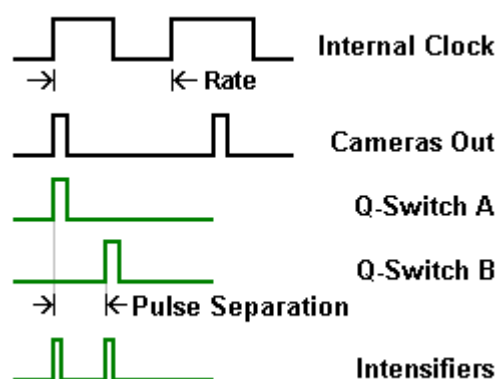 Internal Clock
Rate
Cameras Out
Q-Switch A
Q-Switch B
Pulse Separation
Intensifiers